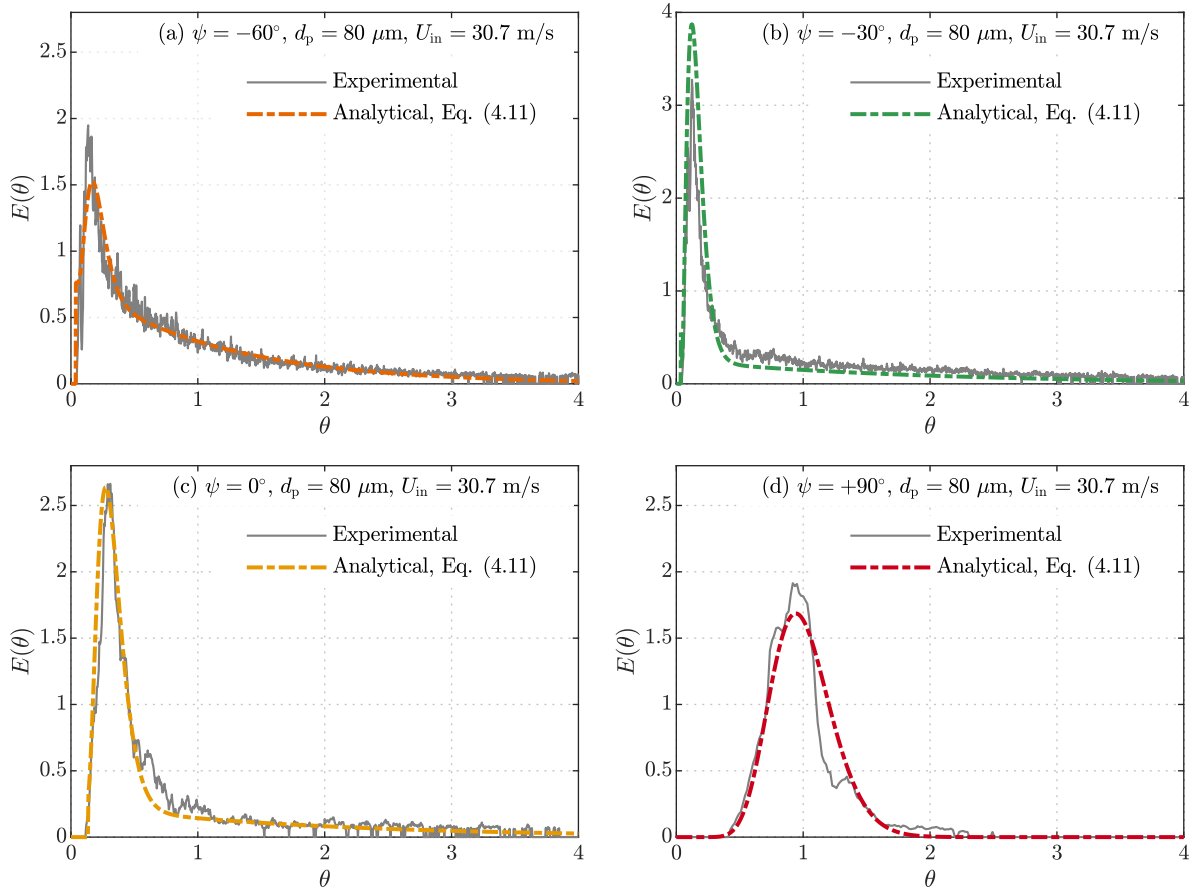 (a) ψ = −60°, dₚ = 80 μm, Uᵢₙ = 30.7 m/s
Experimental
Analytical, Eq. (4.11)
E(θ)
2.5
2
1.5
1
0.5
0
0 1 2 3 4
θ
(b) ψ = −30°, dₚ = 80 μm, Uᵢₙ = 30.7 m/s
Experimental
Analytical, Eq. (4.11)
E(θ)
4
3
2
1
0
0 1 2 3 4
θ
(c) ψ = 0°, dₚ = 80 μm, Uᵢₙ = 30.7 m/s
Experimental
Analytical, Eq. (4.11)
E(θ)
2.5
2
1.5
1
0.5
0
0 1 2 3 4
θ
(d) ψ = +90°, dₚ = 80 μm, Uᵢₙ = 30.7 m/s
Experimental
Analytical, Eq. (4.11)
E(θ)
2.5
2
1.5
1
0.5
0
0 1 2 3 4
θ